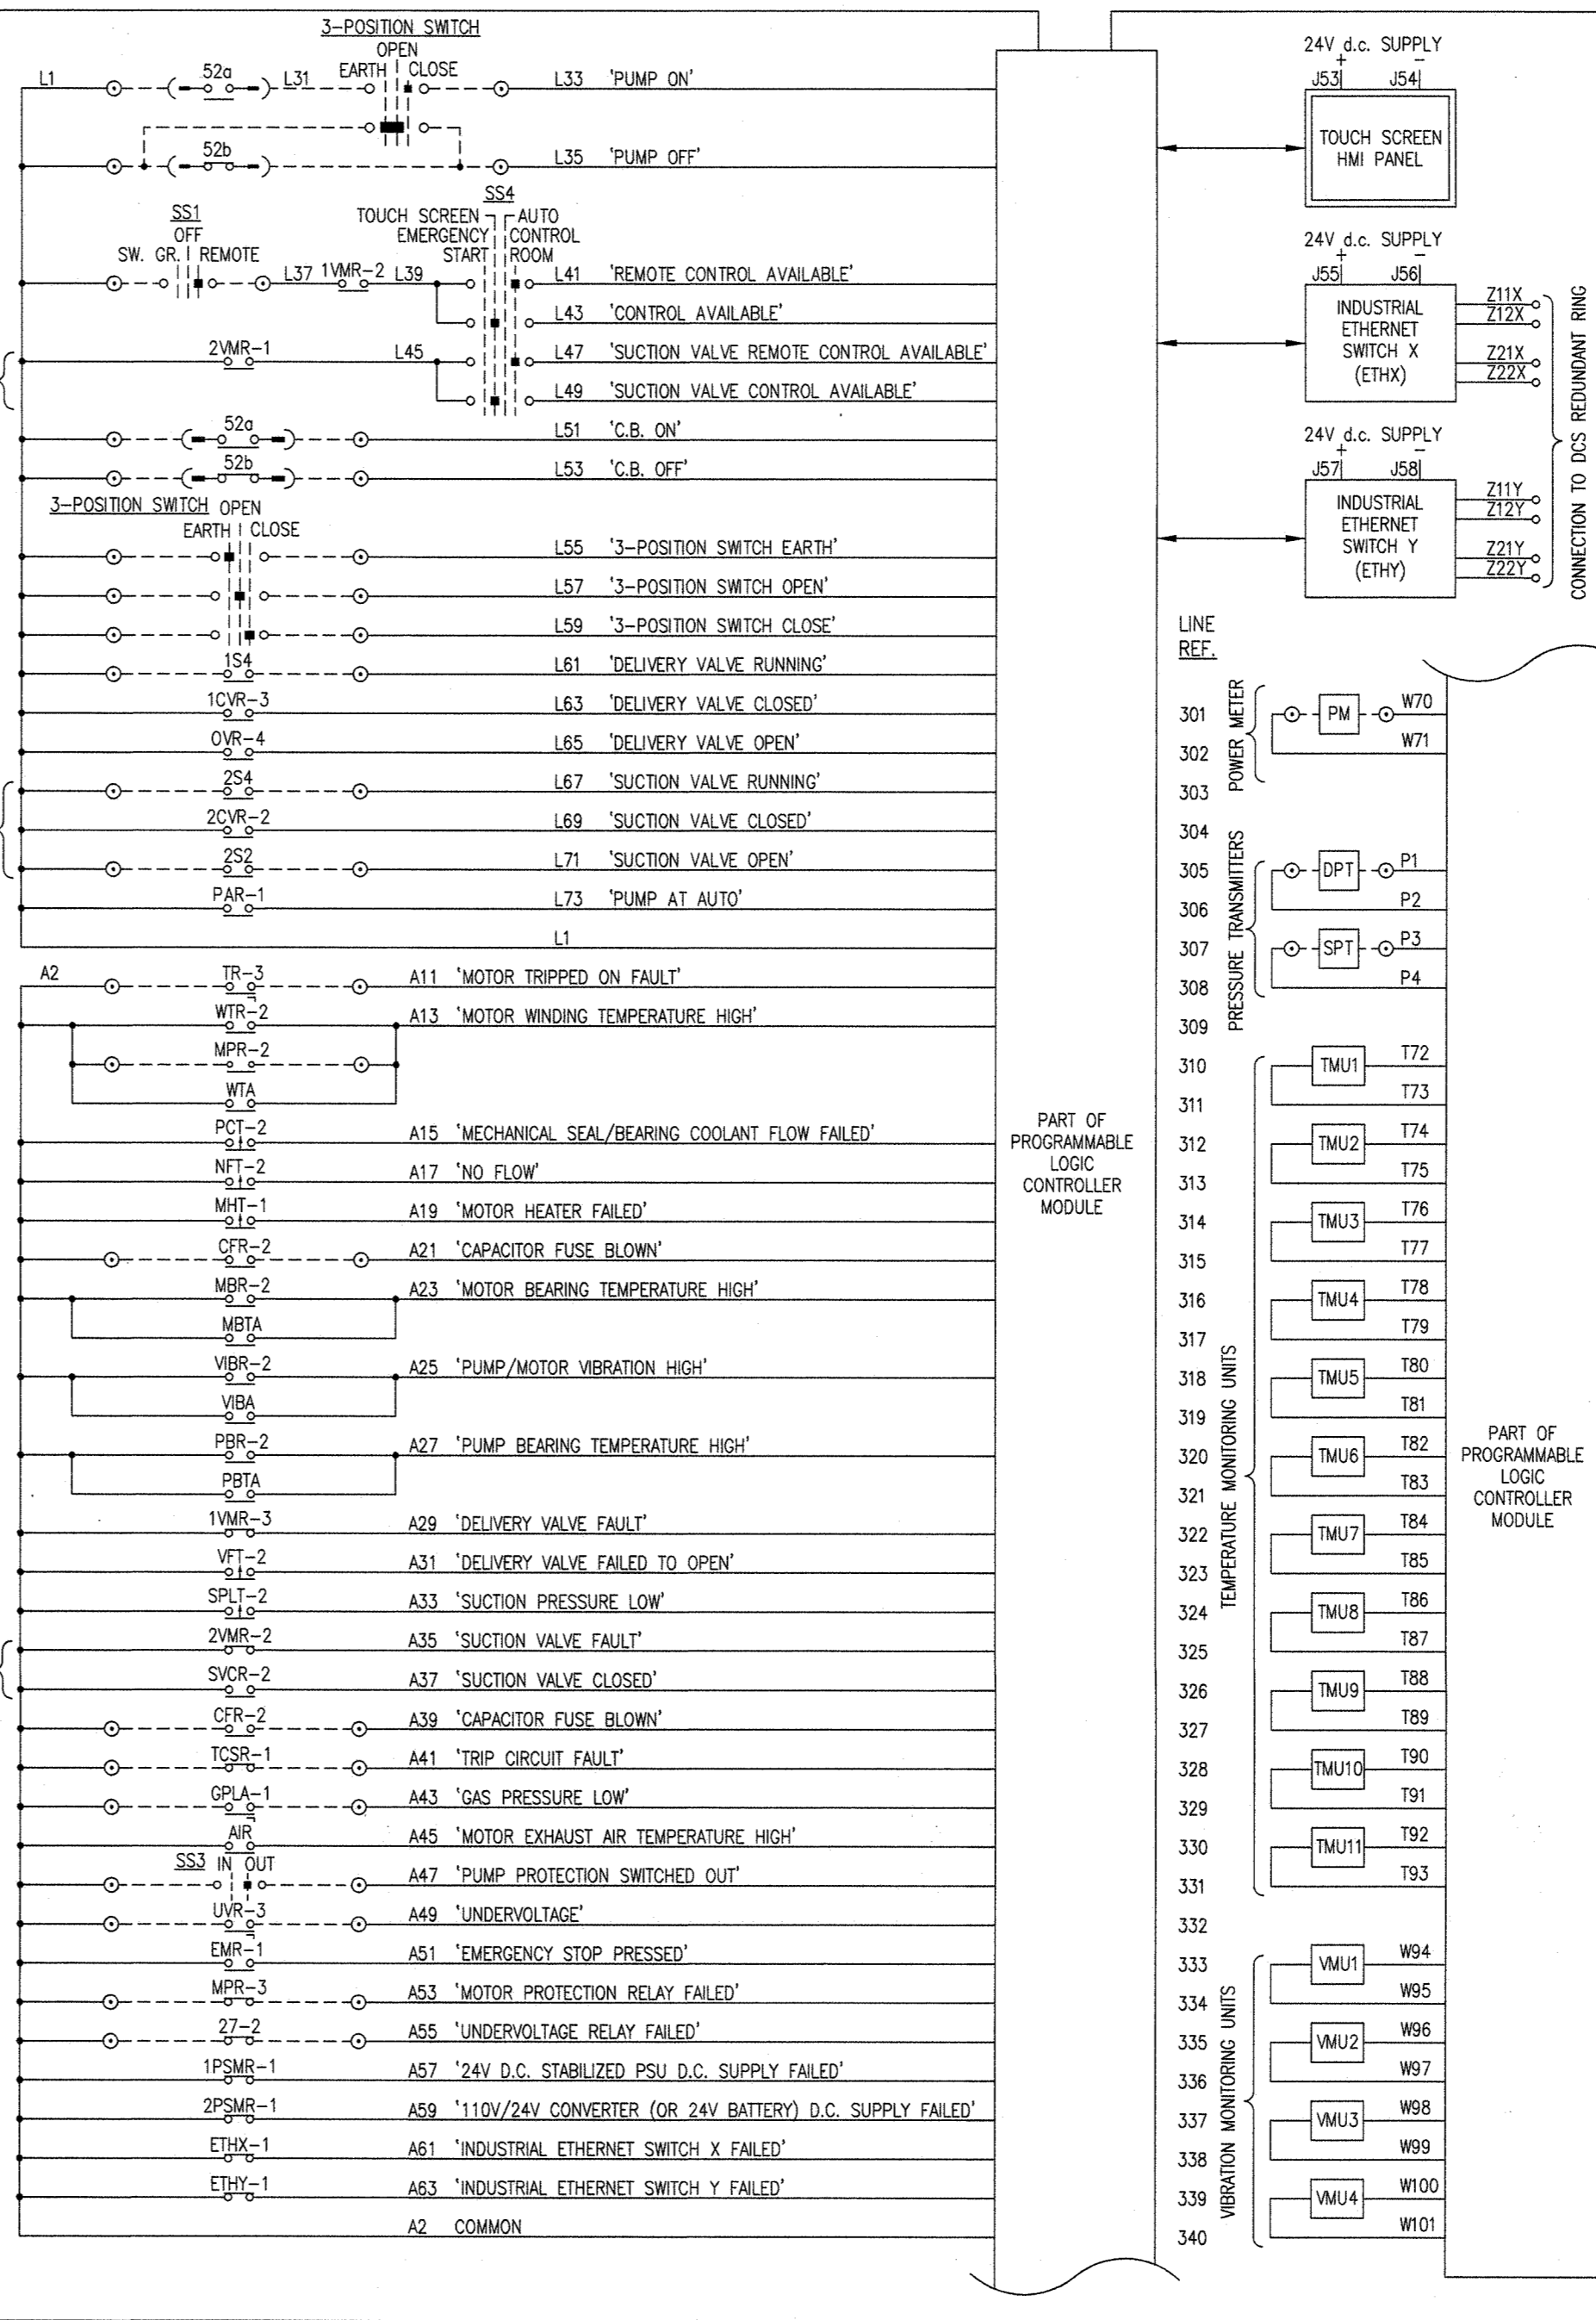 3-POSITION SWITCH
OPEN
EARTH CLOSE
L1 52a L31 L33 'PUMP ON'
52b L35 'PUMP OFF'
SS4
SS1 TOUCH SCREEN AUTO
OFF EMERGENCY CONTROL
SW. GR. REMOTE START ROOM
L37 1VMR-2 L39 L41 'REMOTE CONTROL AVAILABLE'
L43 'CONTROL AVAILABLE'
2VMR-1 L45 L47 'SUCTION VALVE REMOTE CONTROL AVAILABLE'
L49 'SUCTION VALVE CONTROL AVAILABLE'
52a L51 'C.B. ON'
52b L53 'C.B. OFF'
3-POSITION SWITCH OPEN
EARTH CLOSE
L55 '3-POSITION SWITCH EARTH'
L57 '3-POSITION SWITCH OPEN'
L59 '3-POSITION SWITCH CLOSE'
1S4 L61 'DELIVERY VALVE RUNNING'
1CVR-3 L63 'DELIVERY VALVE CLOSED'
OVR-4 L65 'DELIVERY VALVE OPEN'
2S4 L67 'SUCTION VALVE RUNNING'
2CVR-2 L69 'SUCTION VALVE CLOSED'
2S2 L71 'SUCTION VALVE OPEN'
PAR-1 L73 'PUMP AT AUTO'
L1
A2 TR-3 A11 'MOTOR TRIPPED ON FAULT'
WTR-2 A13 'MOTOR WINDING TEMPERATURE HIGH'
MPR-2
WTA
PCT-2 A15 'MECHANICAL SEAL/BEARING COOLANT FLOW FAILED'
NFT-2 A17 'NO FLOW'
MHT-1 A19 'MOTOR HEATER FAILED'
CFR-2 A21 'CAPACITOR FUSE BLOWN'
MBR-2 A23 'MOTOR BEARING TEMPERATURE HIGH'
MBTA
VIBR-2 A25 'PUMP/MOTOR VIBRATION HIGH'
VIBA
PBR-2 A27 'PUMP BEARING TEMPERATURE HIGH'
PBTA
1VMR-3 A29 'DELIVERY VALVE FAULT'
VFT-2 A31 'DELIVERY VALVE FAILED TO OPEN'
SPLT-2 A33 'SUCTION PRESSURE LOW'
2VMR-2 A35 'SUCTION VALVE FAULT'
SVCR-2 A37 'SUCTION VALVE CLOSED'
CFR-2 A39 'CAPACITOR FUSE BLOWN'
TCSR-1 A41 'TRIP CIRCUIT FAULT'
GPLA-1 A43 'GAS PRESSURE LOW'
AIR A45 'MOTOR EXHAUST AIR TEMPERATURE HIGH'
SS3 IN OUT A47 'PUMP PROTECTION SWITCHED OUT'
UVR-3 A49 'UNDERVOLTAGE'
EMR-1 A51 'EMERGENCY STOP PRESSED'
MPR-3 A53 'MOTOR PROTECTION RELAY FAILED'
27-2 A55 'UNDERVOLTAGE RELAY FAILED'
1PSMR-1 A57 '24V D.C. STABILIZED PSU D.C. SUPPLY FAILED'
2PSMR-1 A59 '110V/24V CONVERTER (OR 24V BATTERY) D.C. SUPPLY FAILED'
ETHX-1 A61 'INDUSTRIAL ETHERNET SWITCH X FAILED'
ETHY-1 A63 'INDUSTRIAL ETHERNET SWITCH Y FAILED'
A2 COMMON
PART OF
PROGRAMMABLE
LOGIC
CONTROLLER
MODULE
24V d.c. SUPPLY
+ -
J53 J54
TOUCH SCREEN
HMI PANEL
24V d.c. SUPPLY
+ -
J55 J56
INDUSTRIAL
ETHERNET
SWITCH X
(ETHX)
Z11X
Z12X
Z21X
Z22X
24V d.c. SUPPLY
+ -
J57 J58
INDUSTRIAL
ETHERNET
SWITCH Y
(ETHY)
Z11Y
Z12Y
Z21Y
Z22Y
CONNECTION TO DCS REDUNDANT RING
LINE
REF.
POWER METER
301 PM W70
302 W71
303
304
PRESSURE TRANSMITTERS
305 DPT P1
306 P2
307 SPT P3
308 P4
309
TEMPERATURE MONITORING UNITS
310 TMU1 T72
311 T73
312 TMU2 T74
313 T75
314 TMU3 T76
315 T77
316 TMU4 T78
317 T79
318 TMU5 T80
319 T81
320 TMU6 T82
321 T83
322 TMU7 T84
323 T85
324 TMU8 T86
325 T87
326 TMU9 T88
327 T89
328 TMU10 T90
329 T91
330 TMU11 T92
331 T93
332
VIBRATION MONITORING UNITS
333 VMU1 W94
334 W95
335 VMU2 W96
336 W97
337 VMU3 W98
338 W99
339 VMU4 W100
340 W101
PART OF
PROGRAMMABLE
LOGIC
CONTROLLER
MODULE